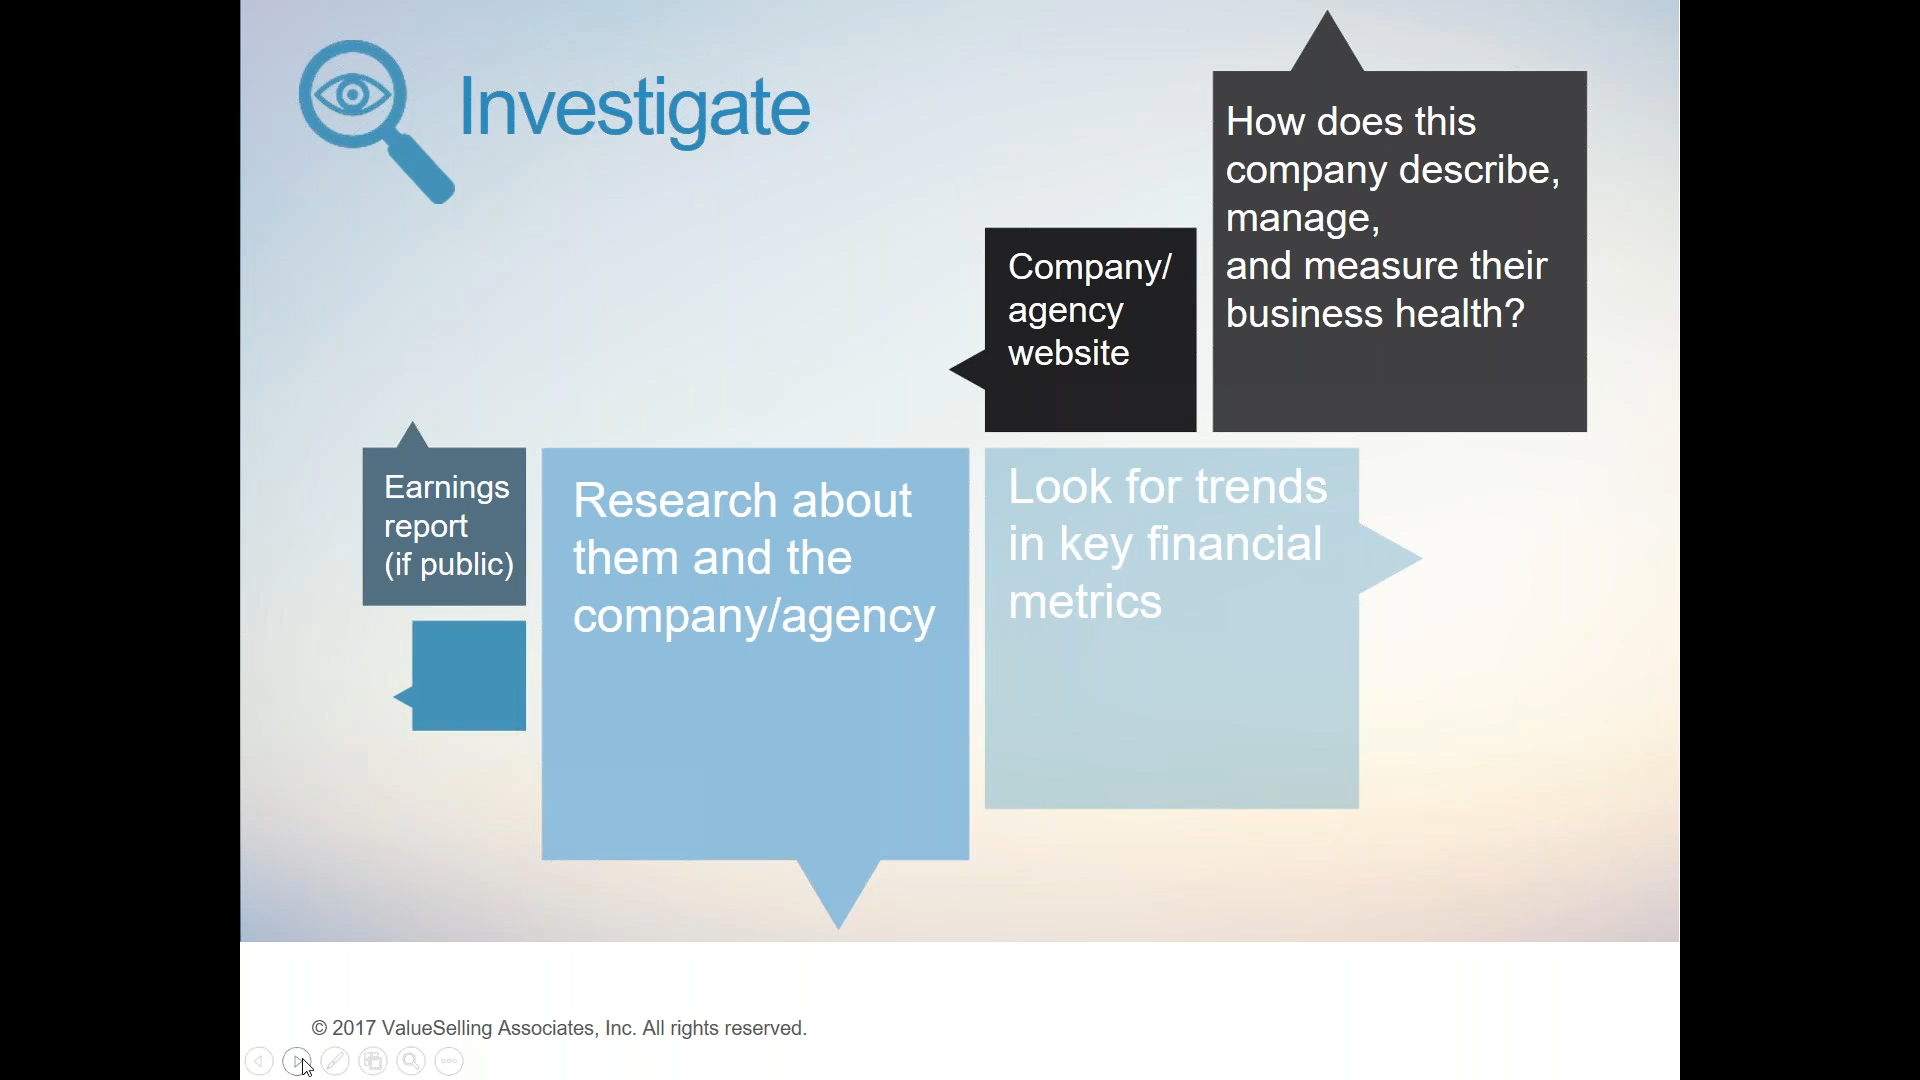 Investigate
How does this
company describe,
manage,
and measure their
business health?
Company/
agency
website
Earnings
report
(if public)
Research about
them and the
company/agency
Look for trends
in key financial
metrics
© 2017 ValueSelling Associates, Inc. All rights reserved.